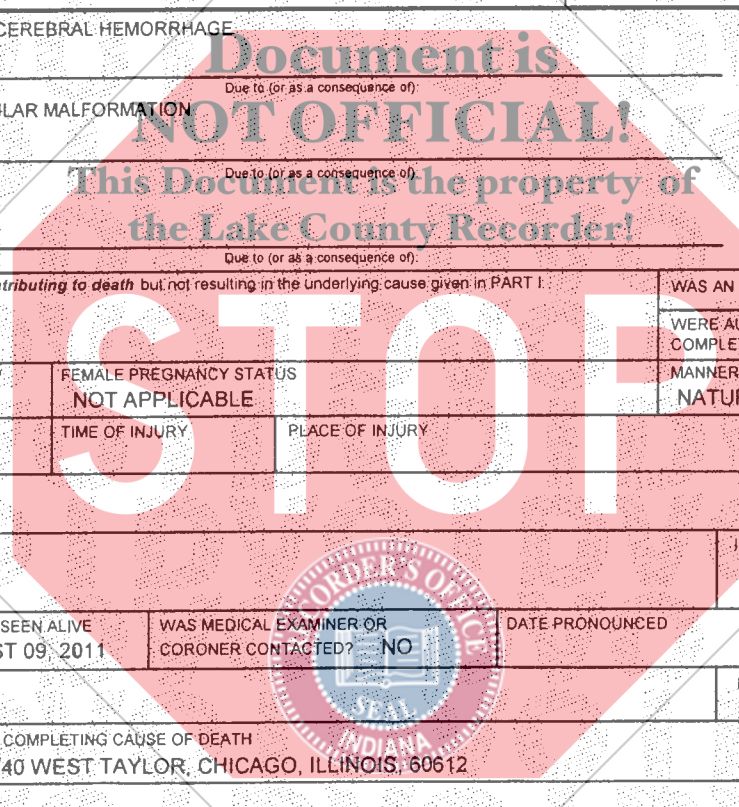 CEREBRAL HEMORRHAGE
Document is
Due to (or as a consequence of):
LAR MALFORMATION
NOT OFFICIAL!
Due to (or as a consequence of):
This Document is the property of
the Lake County Recorder!
Due to (or as a consequence of):
tributing to death but not resulting in the underlying cause given in PART I.
WAS AN
WERE AU
COMPLET
STOP
FEMALE PREGNANCY STATUS
NOT APPLICABLE
MANNER
NATUR
TIME OF INJURY
PLACE OF INJURY
RECORDER'S OFFICE
SEAL
INDIANA
SEEN ALIVE
ST 09, 2011
WAS MEDICAL EXAMINER OR
CORONER CONTACTED? NO
DATE PRONOUNCED
COMPLETING CAUSE OF DEATH
40 WEST TAYLOR, CHICAGO, ILLINOIS, 60612